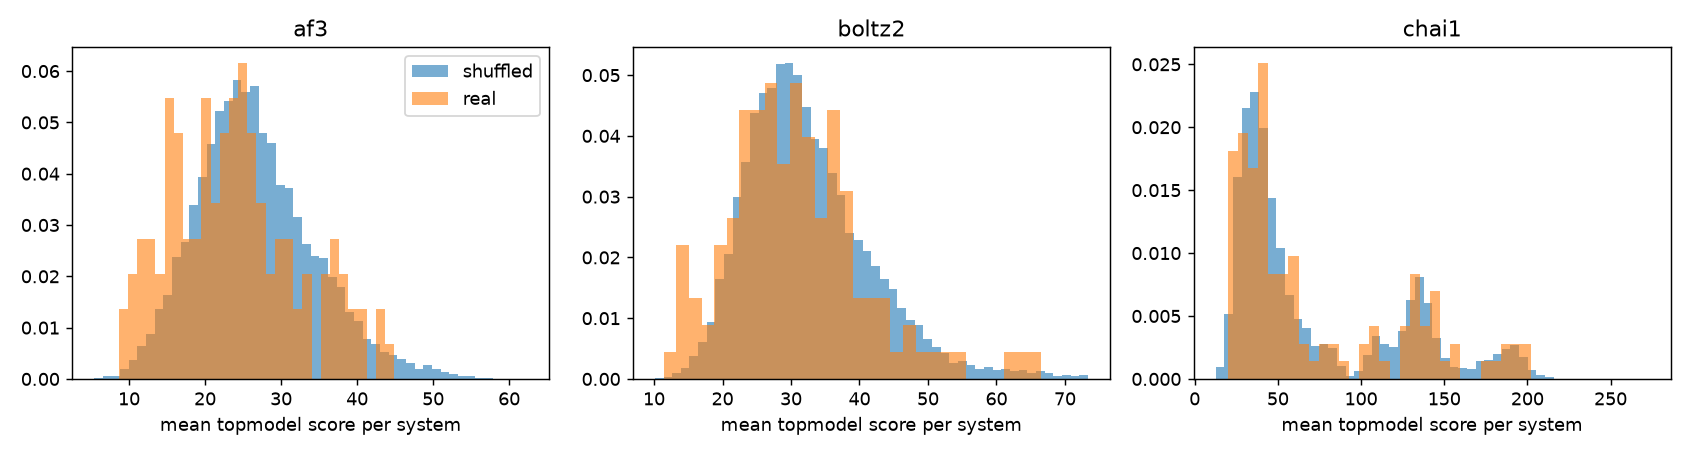 af3
shuffled
real
0.06
0.05
0.04
0.03
0.02
0.01
0.00
10 20 30 40 50 60
mean topmodel score per system
boltz2
0.05
0.04
0.03
0.02
0.01
0.00
10 20 30 40 50 60 70
mean topmodel score per system
chai1
0.025
0.020
0.015
0.010
0.005
0.000
0 50 100 150 200 250
mean topmodel score per system